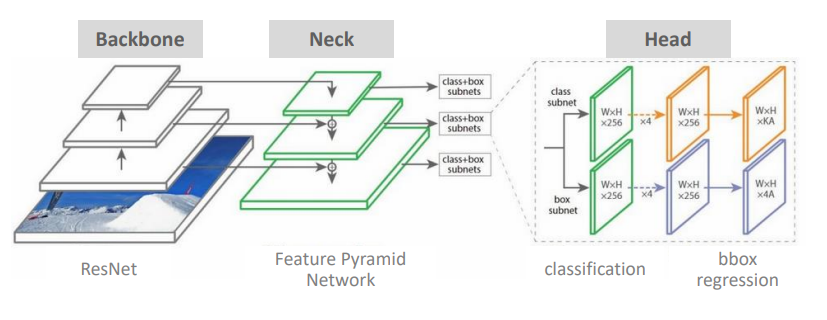 Backbone
Neck
Head
class+box
subnets
class+box
subnets
class+box
subnets
class
subnet
W×H
×256
×4
W×H
×256
W×H
×KA
box
subnet
W×H
×256
×4
W×H
×256
W×H
×4A
ResNet
Feature Pyramid
Network
classification
bbox
regression